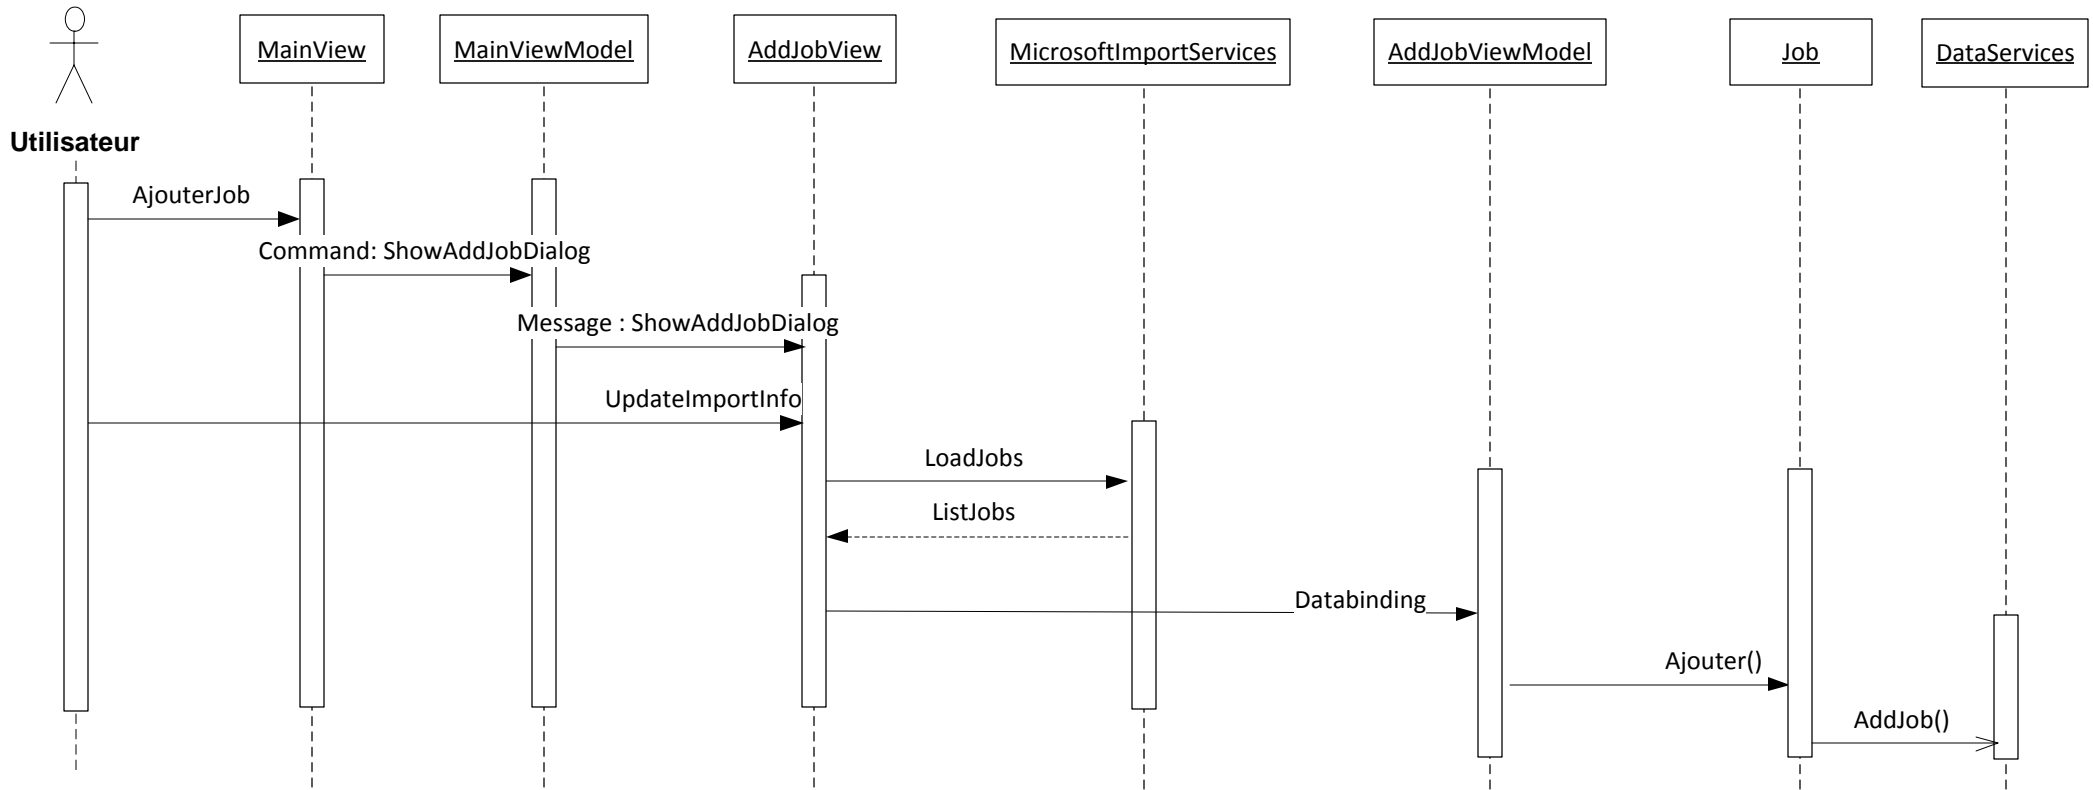 MainView
MainViewModel
AddJobView
MicrosoftImportServices
AddJobViewModel
Job
DataServices
Utilisateur
AjouterJob
Command: ShowAddJobDialog
Message : ShowAddJobDialog
UpdateImportInfo
LoadJobs
ListJobs
Databinding
Ajouter()
AddJob()